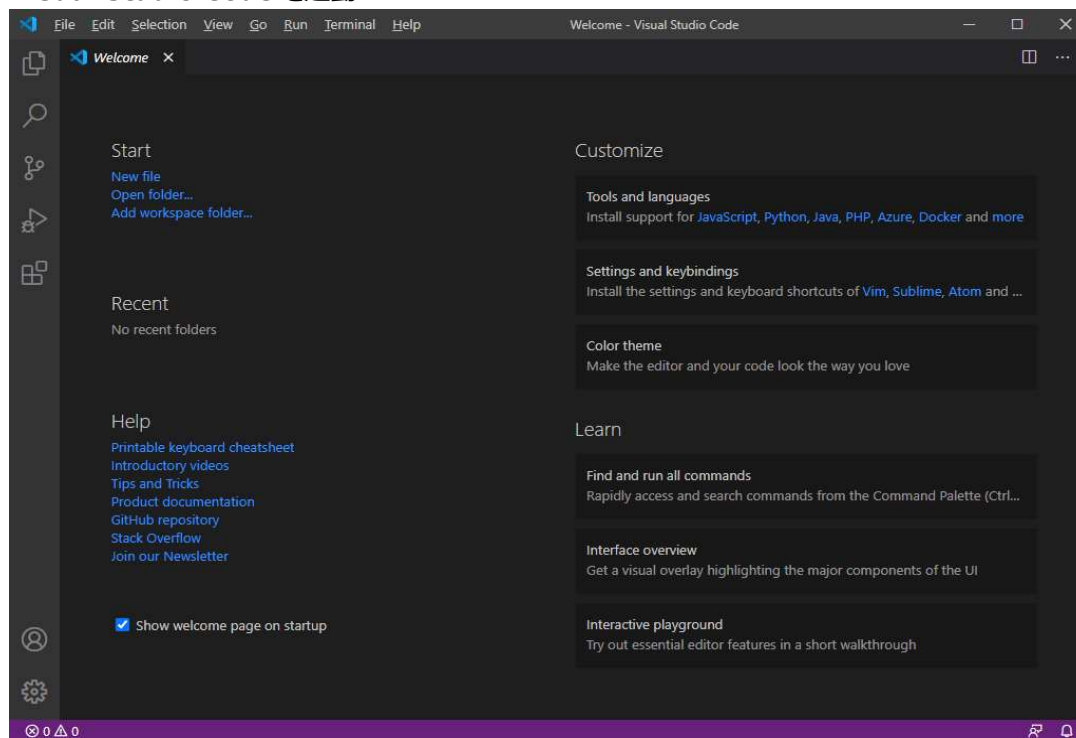 File Edit Selection View Go Run Terminal Help
Welcome - Visual Studio Code
Welcome
Start
New file
Open folder...
Add workspace folder...
Recent
No recent folders
Help
Printable keyboard cheatsheet
Introductory videos
Tips and Tricks
Product documentation
GitHub repository
Stack Overflow
Join our Newsletter
Show welcome page on startup
Customize
Tools and languages
Install support for JavaScript, Python, Java, PHP, Azure, Docker and more
Settings and keybindings
Install the settings and keyboard shortcuts of Vim, Sublime, Atom and ...
Color theme
Make the editor and your code look the way you love
Learn
Find and run all commands
Rapidly access and search commands from the Command Palette (Ctrl...
Interface overview
Get a visual overlay highlighting the major components of the UI
Interactive playground
Try out essential editor features in a short walkthrough
0 0